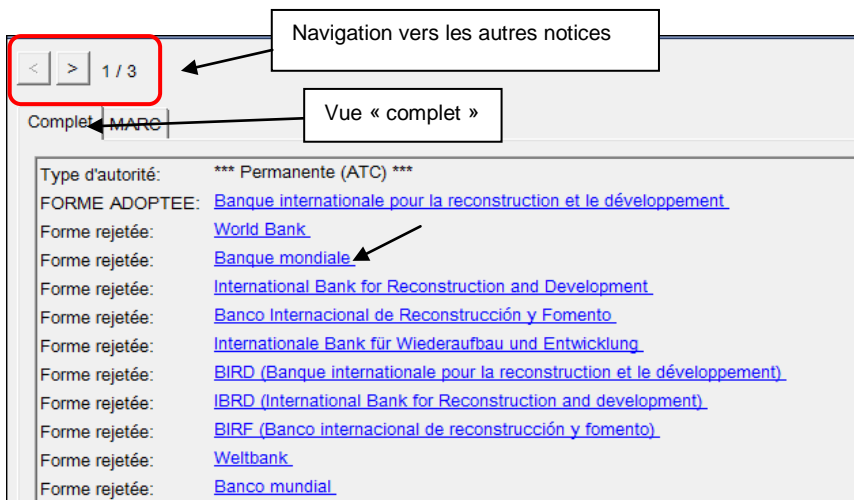 Navigation vers les autres notices
< > 1 / 3
Vue « complet »
Complet MARC
Type d'autorité: *** Permanente (ATC) ***
FORME ADOPTEE: Banque internationale pour la reconstruction et le développement
Forme rejetée: World Bank
Forme rejetée: Banque mondiale
Forme rejetée: International Bank for Reconstruction and Development
Forme rejetée: Banco Internacional de Reconstrucción y Fomento
Forme rejetée: Internationale Bank für Wiederaufbau und Entwicklung
Forme rejetée: BIRD (Banque internationale pour la reconstruction et le développement)
Forme rejetée: IBRD (International Bank for Reconstruction and development)
Forme rejetée: BIRF (Banco internacional de reconstrucción y fomento)
Forme rejetée: Weltbank
Forme rejetée: Banco mundial